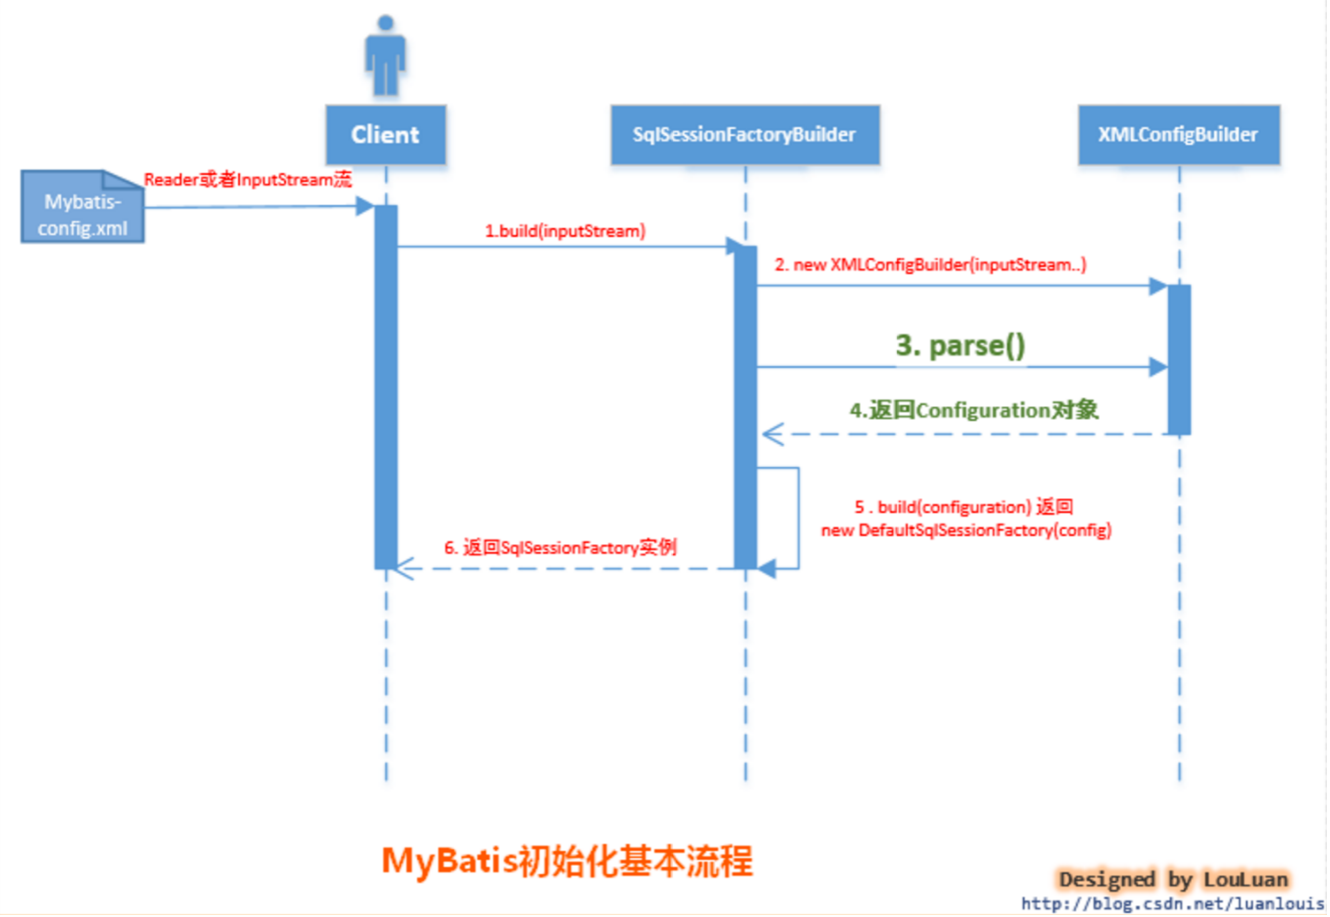 Client
SqlSessionFactoryBuilder
XMLConfigBuilder
Mybatis-
config.xml
Reader或者InputStream流
1.build(inputStream)
2. new XMLConfigBuilder(inputStream..)
3. parse()
4.返回Configuration对象
5 . build(configuration) 返回
new DefaultSqlSessionFactory(config)
6. 返回SqlSessionFactory实例
MyBatis初始化基本流程
Designed by LouLuan
http://blog.csdn.net/luanlouis